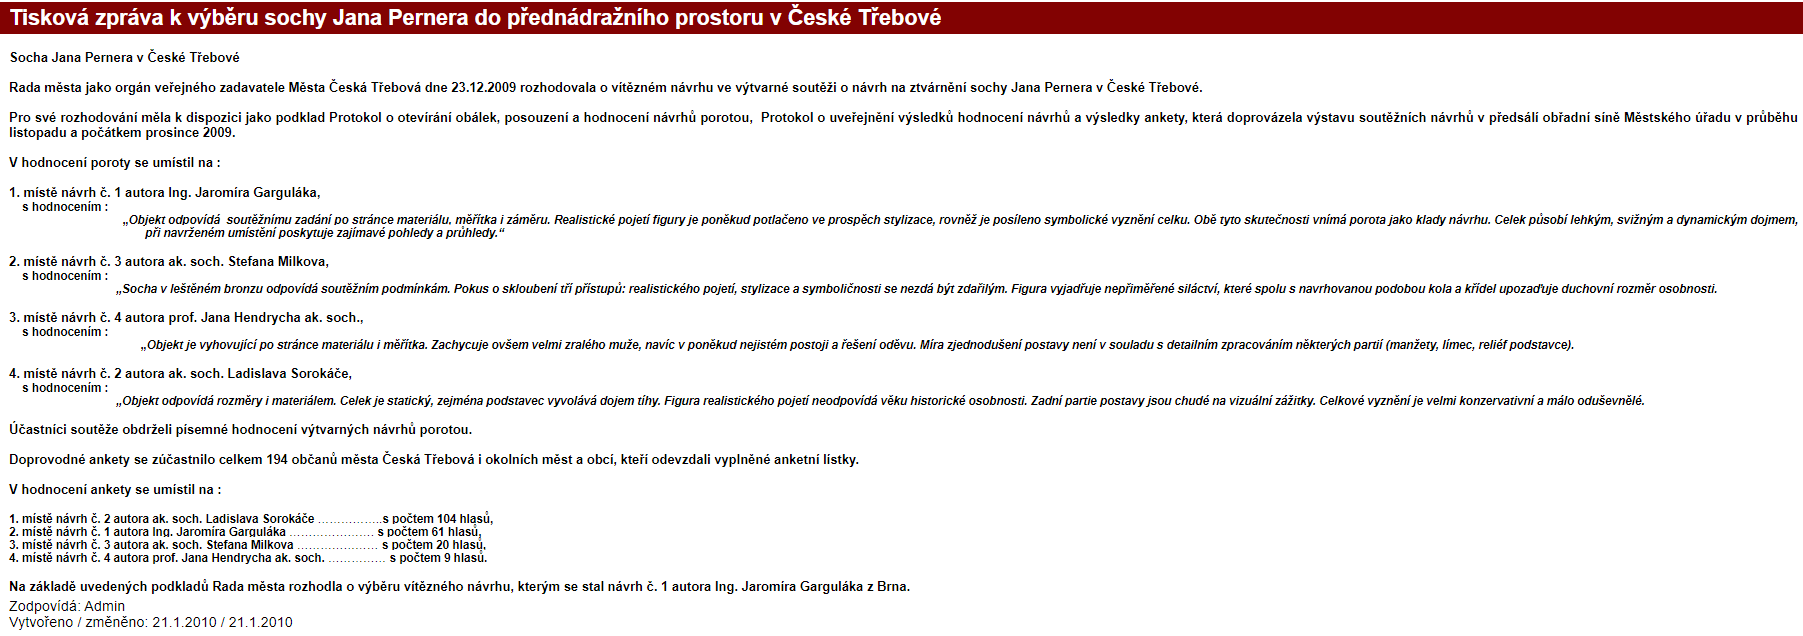 Tisková zpráva k výběru sochy Jana Pernera do přednádražního prostoru v České Třebové
Socha Jana Pernera v České Třebové
Rada města jako orgán veřejného zadavatele Města Česká Třebová dne 23.12.2009 rozhodovala o vítězném návrhu ve výtvarné soutěži o návrh na ztvárnění sochy Jana Pernera v České Třebové.
Pro své rozhodování měla k dispozici jako podklad Protokol o otevírání obálek, posouzení a hodnocení návrhů porotou,  Protokol o uveřejnění výsledků hodnocení návrhů a výsledky ankety, která doprovázela výstavu soutěžních návrhů v předsálí obřadní síně Městského úřadu v průběhu
listopadu a počátkem prosince 2009.
V hodnocení poroty se umístil na :
1. místě návrh č. 1 autora Ing. Jaromíra Garguláka,
s hodnocením :
„Objekt odpovídá  soutěžnímu zadání po stránce materiálu, měřítka i záměru. Realistické pojetí figury je poněkud potlačeno ve prospěch stylizace, rovněž je posíleno symbolické vyznění celku. Obě tyto skutečnosti vnímá porota jako klady návrhu. Celek působí lehkým, svižným a dynamickým dojmem,
při navrženém umístění poskytuje zajímavé pohledy a průhledy.“
2. místě návrh č. 3 autora ak. soch. Stefana Milkova,
s hodnocením :
„Socha v leštěném bronzu odpovídá soutěžním podmínkám. Pokus o skloubení tří přístupů: realistického pojetí, stylizace a symboličnosti se nezdá být zdařilým. Figura vyjadřuje nepřiměřené siláctví, které spolu s navrhovanou podobou kola a křídel upozaďuje duchovní rozměr osobnosti.
3. místě návrh č. 4 autora prof. Jana Hendrycha ak. soch.,
s hodnocením :
„Objekt je vyhovující po stránce materiálu i měřítka. Zachycuje ovšem velmi zralého muže, navíc v poněkud nejistém postoji a řešení oděvu. Míra zjednodušení postavy není v souladu s detailním zpracováním některých partií (manžety, límec, reliéf podstavce).
4. místě návrh č. 2 autora ak. soch. Ladislava Sorokáče,
s hodnocením :
„Objekt odpovídá rozměry i materiálem. Celek je statický, zejména podstavec vyvolává dojem tíhy. Figura realistického pojetí neodpovídá věku historické osobnosti. Zadní partie postavy jsou chudé na vizuální zážitky. Celkové vyznění je velmi konzervativní a málo oduševnělé.
Účastníci soutěže obdrželi písemné hodnocení výtvarných návrhů porotou.
Doprovodné ankety se zúčastnilo celkem 194 občanů města Česká Třebová i okolních měst a obcí, kteří odevzdali vyplněné anketní lístky.
V hodnocení ankety se umístil na :
1. místě návrh č. 2 autora ak. soch. Ladislava Sorokáče ……………..s počtem 104 hlasů,
2. místě návrh č. 1 autora Ing. Jaromíra Garguláka …………………. s počtem 61 hlasů,
3. místě návrh č. 3 autora ak. soch. Stefana Milkova ………………… s počtem 20 hlasů,
4. místě návrh č. 4 autora prof. Jana Hendrycha ak. soch. …………… s počtem 9 hlasů.
Na základě uvedených podkladů Rada města rozhodla o výběru vítězného návrhu, kterým se stal návrh č. 1 autora Ing. Jaromíra Garguláka z Brna.
Zodpovídá: Admin
Vytvořeno / změněno: 21.1.2010 / 21.1.2010